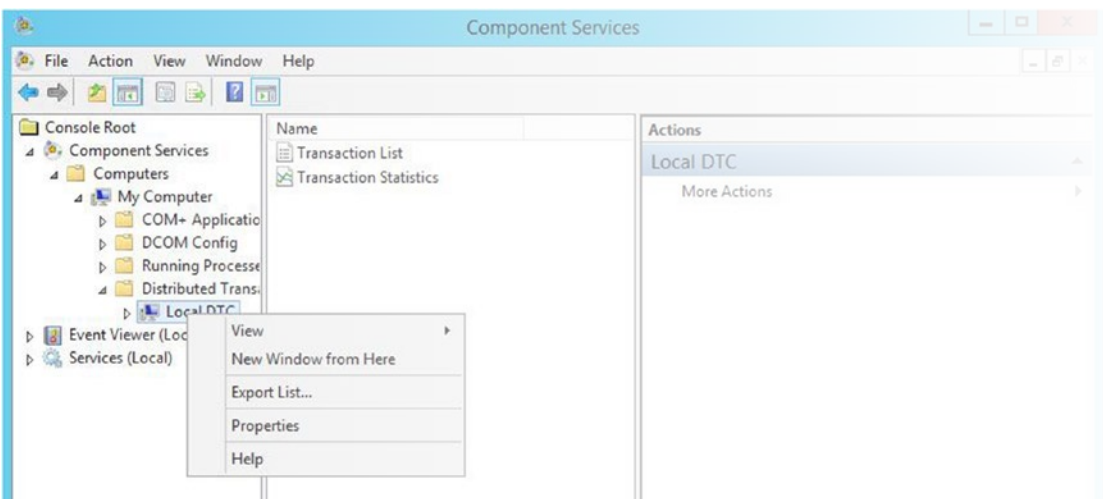 Component Services
File Action View Window Help
Console Root
Component Services
Computers
My Computer
COM+ Applicatio
DCOM Config
Running Processe
Distributed Trans
Local DTC
Event Viewer (Loc
Services (Local)
Name
Transaction List
Transaction Statistics
Actions
Local DTC
More Actions
View
New Window from Here
Export List...
Properties
Help